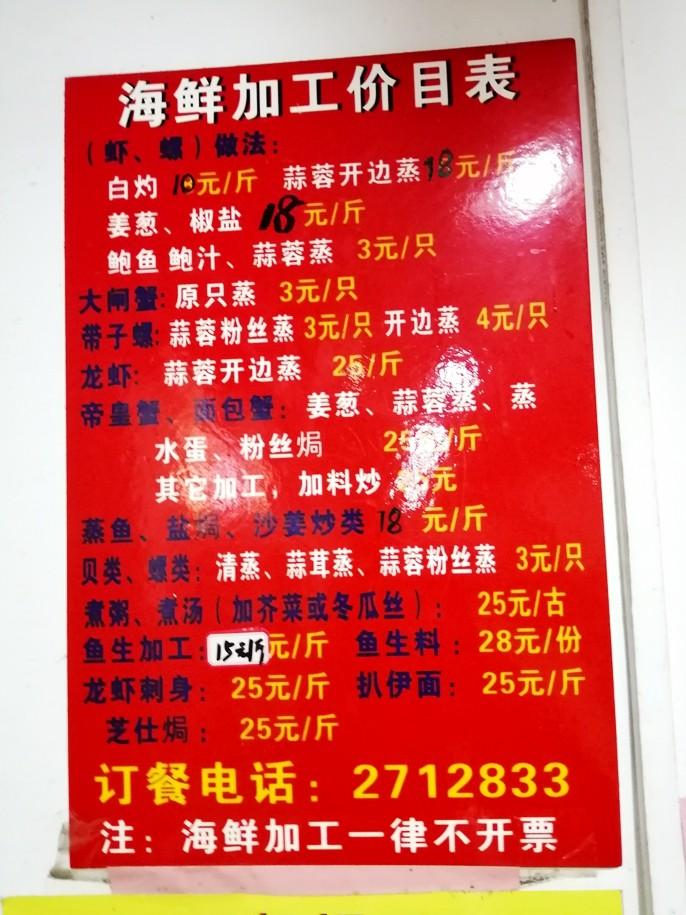 海鲜加工价目表
（虾、螺）做法：
白灼 18元/斤 蒜蓉开边蒸18元/斤
姜葱、椒盐 18元/斤
鲍鱼 鲍汁、蒜蓉蒸 3元/只
大闸蟹：原只蒸 3元/只
带子螺：蒜蓉粉丝蒸 3元/只 开边蒸 4元/只
龙虾： 蒜蓉开边蒸 25/斤
帝皇蟹、面包蟹： 姜葱、蒜蓉蒸、蒸
水蛋、粉丝焗 25元/斤
其它加工，加料炒 元
蒸鱼、盐焗、沙姜炒类 18 元/斤
贝类、螺类：清蒸、蒜茸蒸、蒜蓉粉丝蒸 3元/只
煮粥、煮汤（加芥菜或冬瓜丝）： 25元/古
鱼生加工：15元/斤元/斤 鱼生料：28元/份
龙虾刺身： 25元/斤 扒伊面： 25元/斤
芝仕焗： 25元/斤
订餐电话：2712833
注：海鲜加工一律不开票